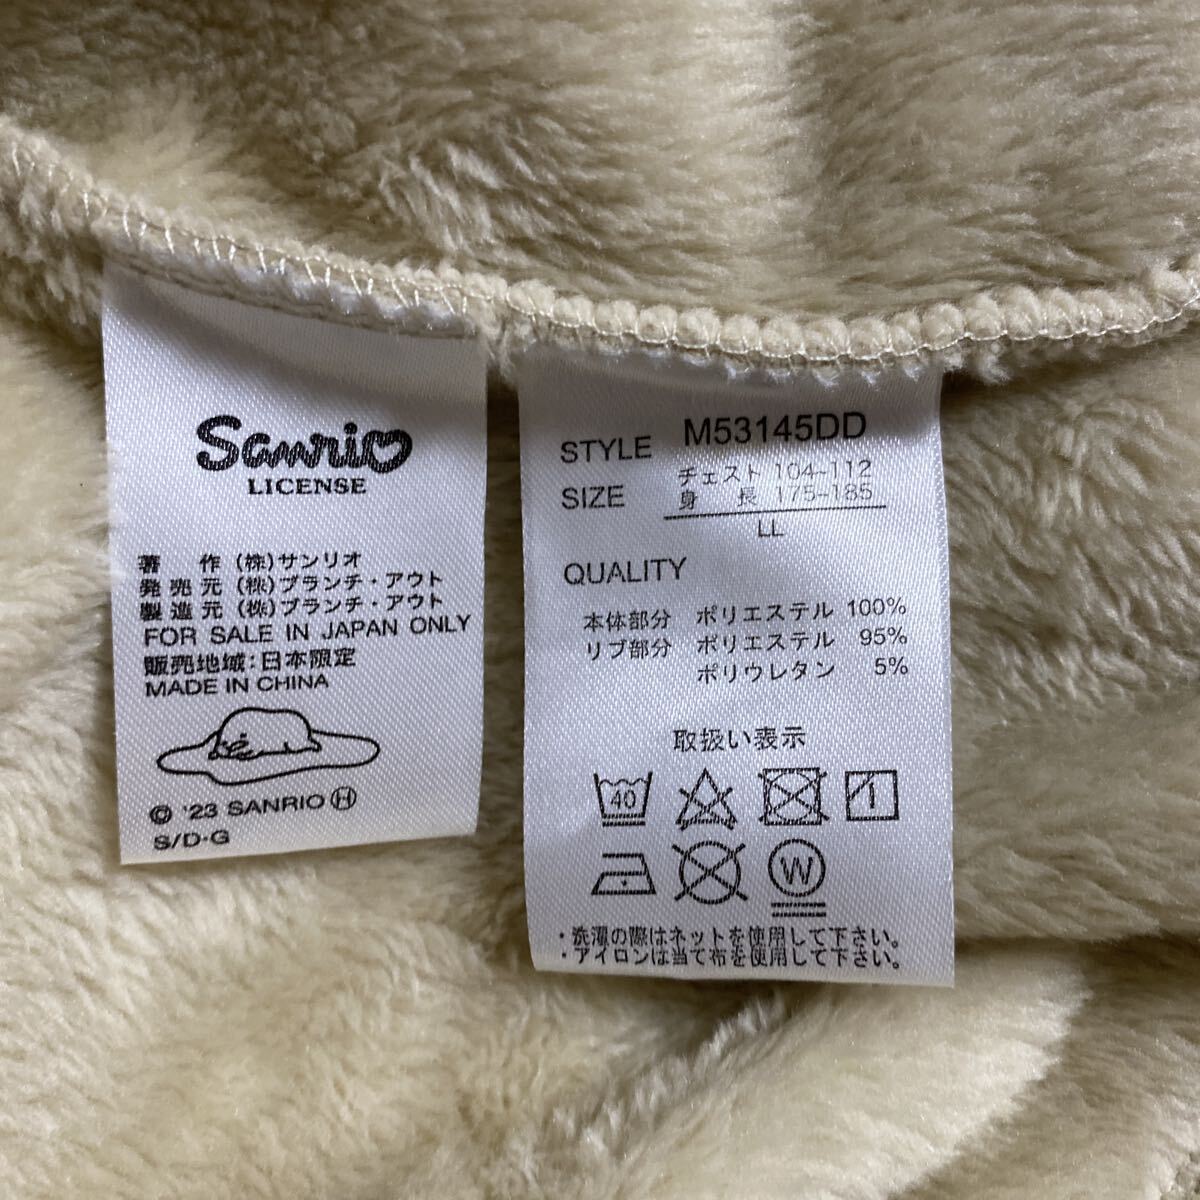 Sanrio
LICENSE
著 作 (株)サンリオ
発売元 (株)ブランチ・アウト
製造元 (株)ブランチ・アウト
FOR SALE IN JAPAN ONLY
販売地域：日本限定
MADE IN CHINA
© '23 SANRIO Ⓗ
S/D・G
STYLE M53145DD
SIZE チェスト 104-112
身 長 175-185
LL
QUALITY
本体部分 ポリエステル 100%
リブ部分 ポリエステル 95%
ポリウレタン 5%
取扱い表示
40
W
・洗濯の際はネットを使用して下さい。
・アイロンは当て布を使用して下さい。